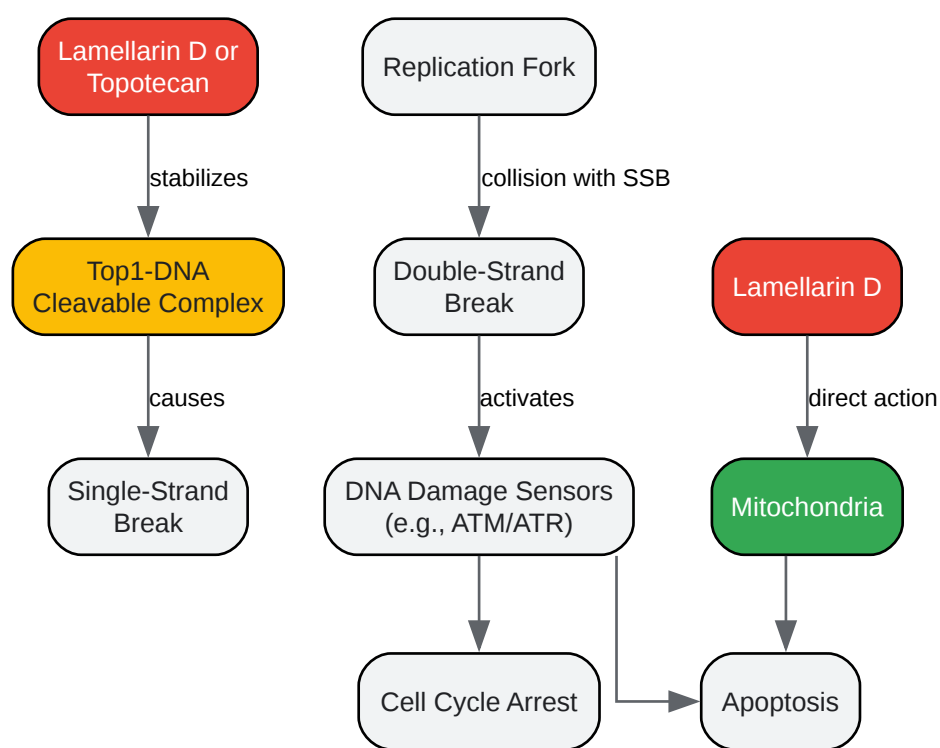 Lamellarin D or
Topotecan
Replication Fork
stabilizes
collision with SSB
Top1-DNA
Cleavable Complex
Double-Strand
Break
Lamellarin D
causes
activates
direct action
Single-Strand
Break
DNA Damage Sensors
(e.g., ATM/ATR)
Mitochondria
Cell Cycle Arrest
Apoptosis